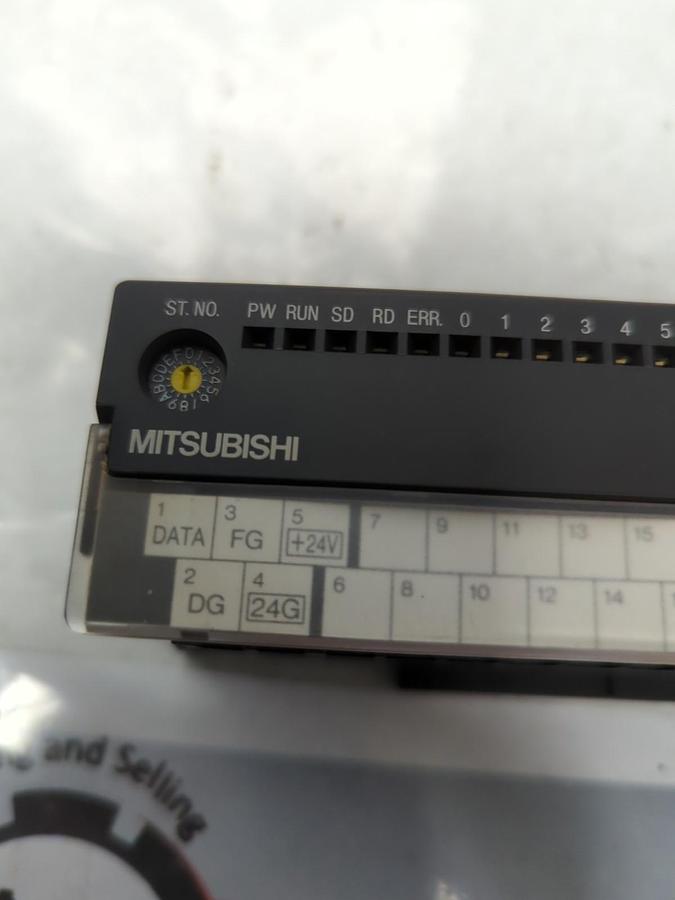 ST. NO. PW RUN SD RD ERR. 0 1 2 3 4 5
MITSUBISHI
1 3 5 7 9 11 13 15
DATA FG +24V
2 4 6 8 10 12 14
DG 24G
and Selling